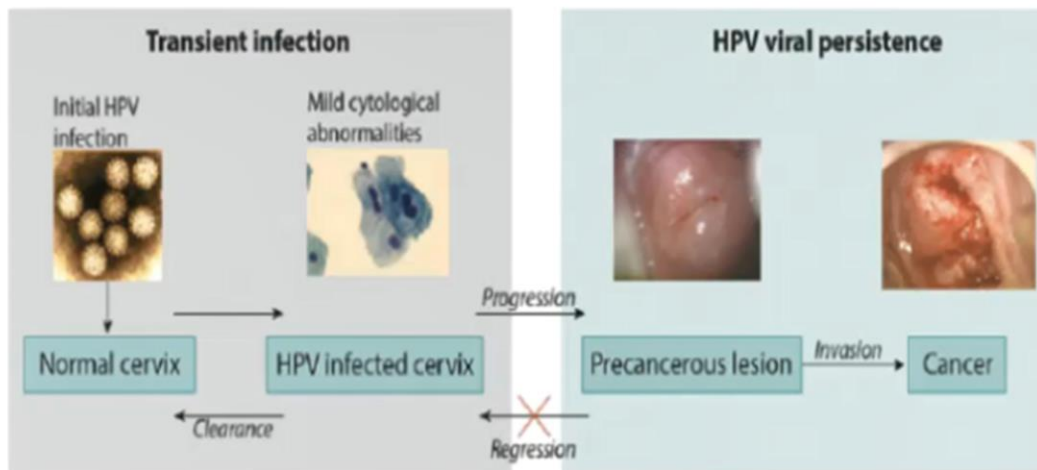 Transient infection
HPV viral persistence
Initial HPV
infection
Mild cytological
abnormalities
Progression
Normal cervix
HPV infected cervix
Precancerous lesion
Invasion
Cancer
Clearance
Regression